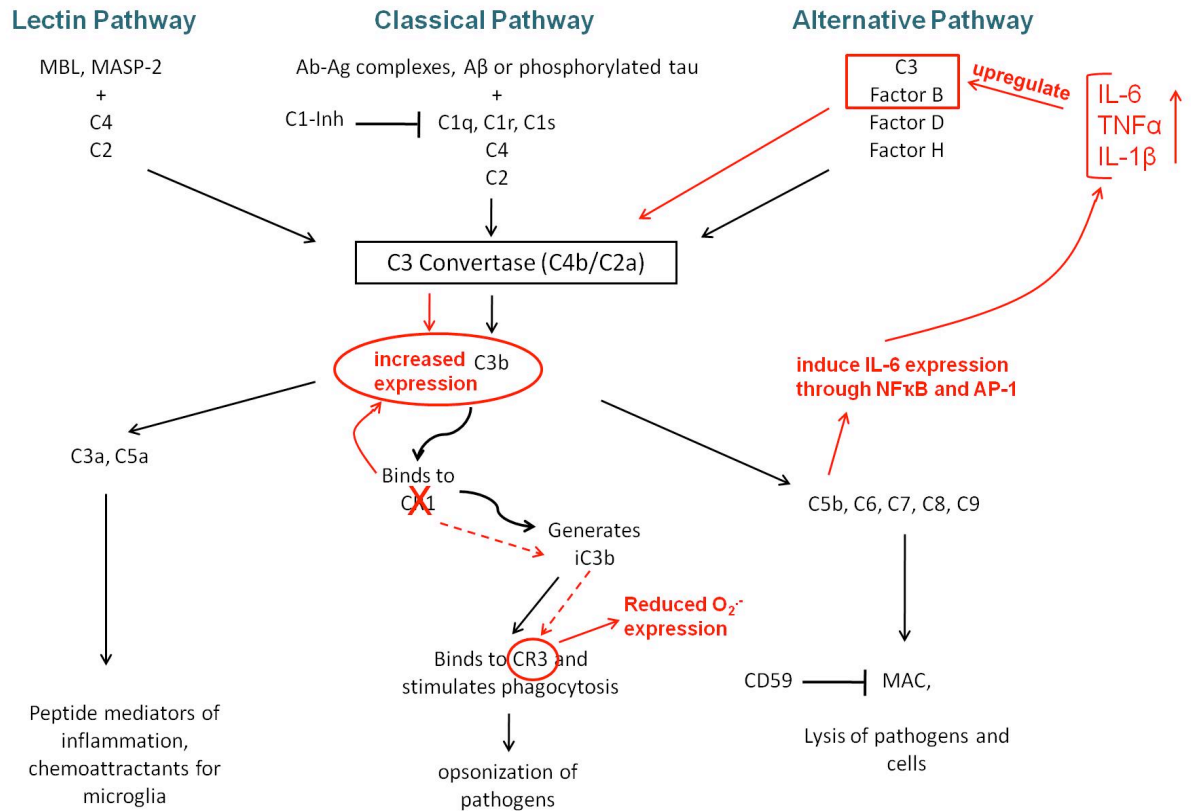 Lectin Pathway
MBL, MASP-2
+
C4
C2
Classical Pathway
Ab-Ag complexes, Aβ or phosphorylated tau
+
C1-Inh
C1q, C1r, C1s
C4
C2
Alternative Pathway
C3
Factor B
Factor D
Factor H
upregulate
IL-6
TNFα
IL-1β
C3 Convertase (C4b/C2a)
increased
expression
C3b
induce IL-6 expression
through NFκB and AP-1
C3a, C5a
Binds to
CR1
X
Generates
iC3b
C5b, C6, C7, C8, C9
Reduced O₂·⁻
expression
Binds to CR3 and
stimulates phagocytosis
CD59
MAC,
Peptide mediators of
inflammation,
chemoattractants for
microglia
opsonization of
pathogens
Lysis of pathogens and
cells